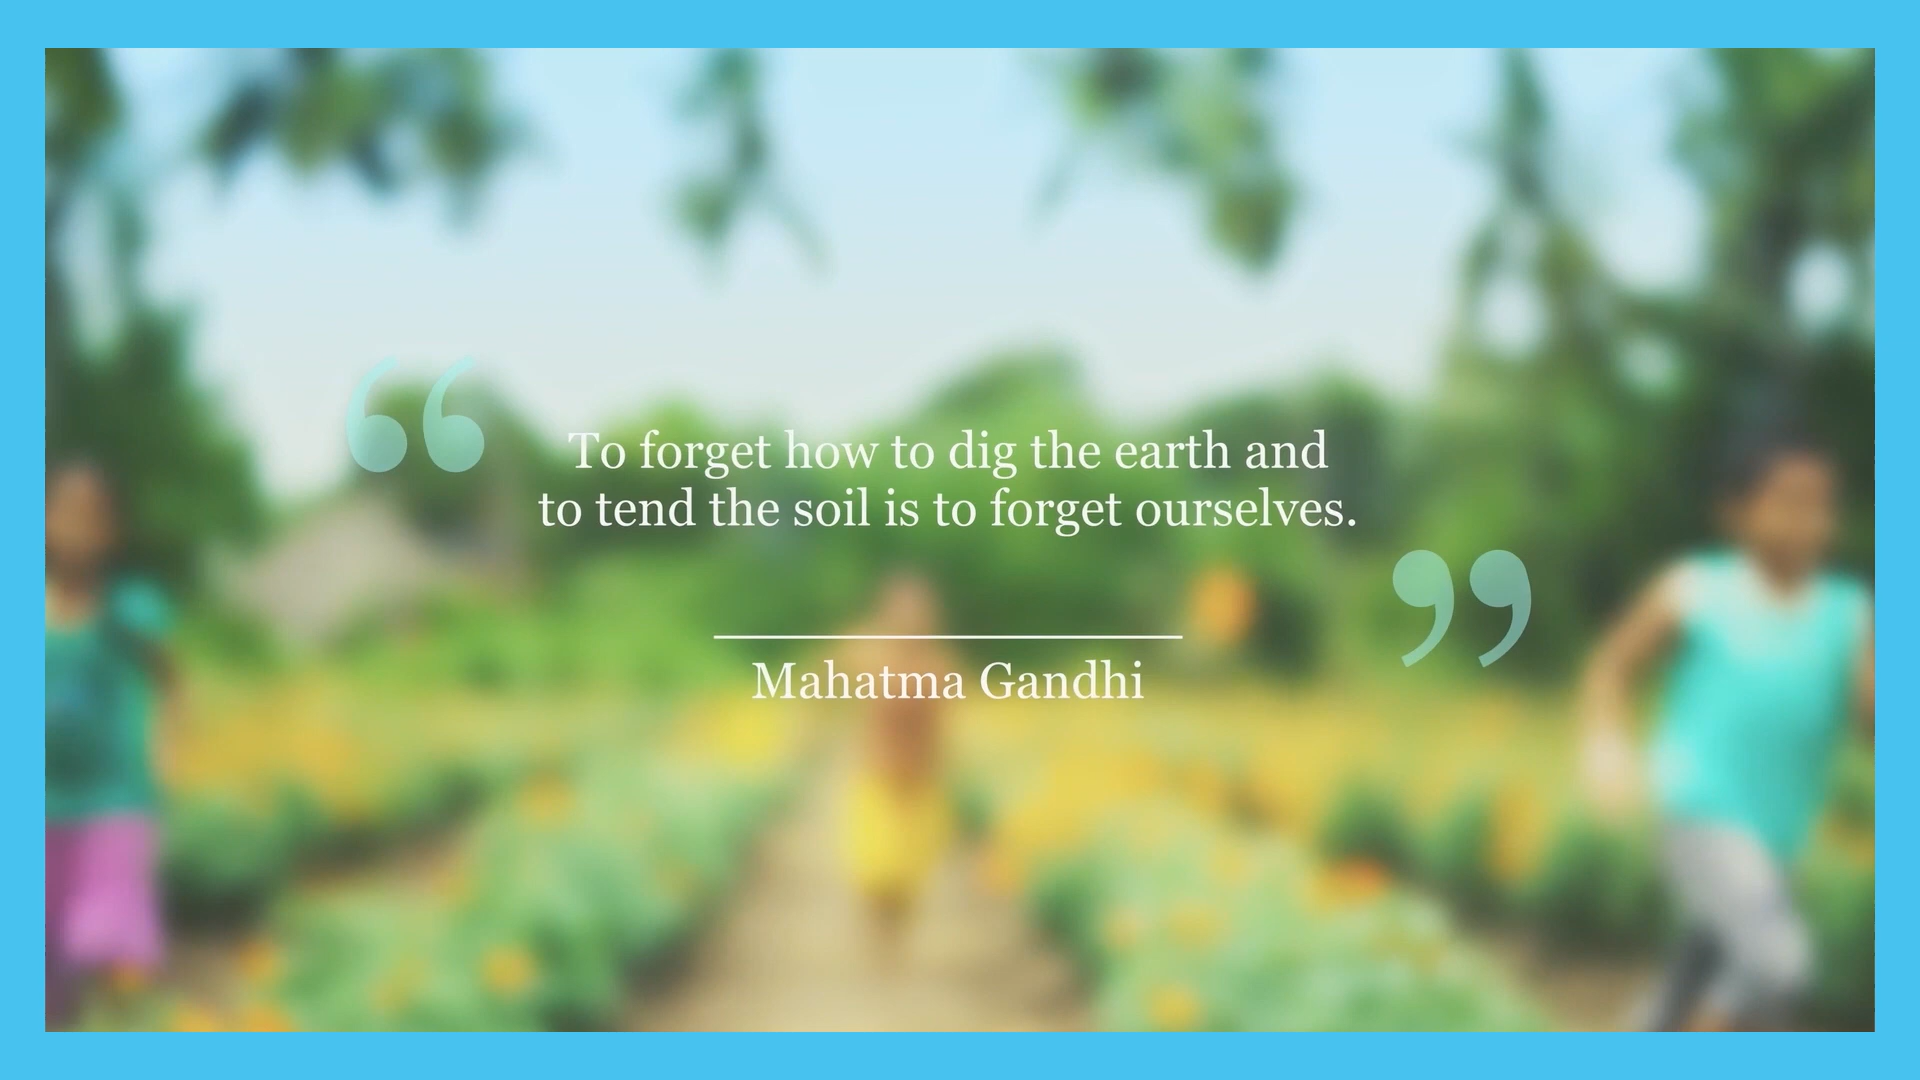 “
To forget how to dig the earth and
to tend the soil is to forget ourselves.
”
Mahatma Gandhi